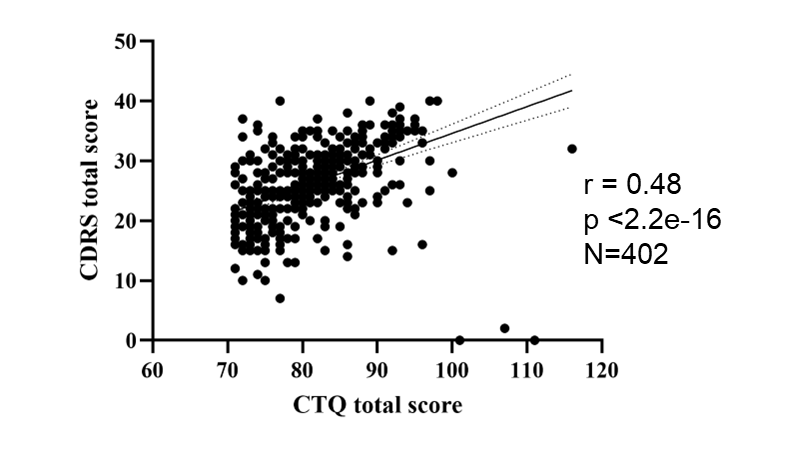 50
40
30
20
10
0
60 70 80 90 100 110 120
CDRS total score
CTQ total score
r = 0.48
p <2.2e-16
N=402